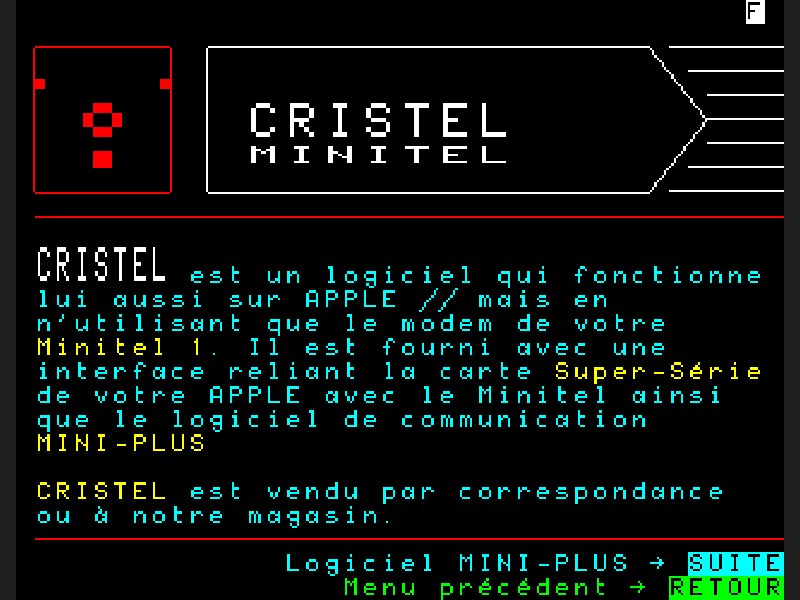 F
CRISTEL
MINITEL
CRISTEL est un logiciel qui fonctionne
lui aussi sur APPLE // mais en
n'utilisant que le modem de votre
Minitel 1. Il est fourni avec une
interface reliant la carte Super-Série
de votre APPLE avec le Minitel ainsi
que le logiciel de communication
MINI-PLUS
CRISTEL est vendu par correspondance
ou à notre magasin.
Logiciel MINI-PLUS → SUITE
Menu précédent → RETOUR